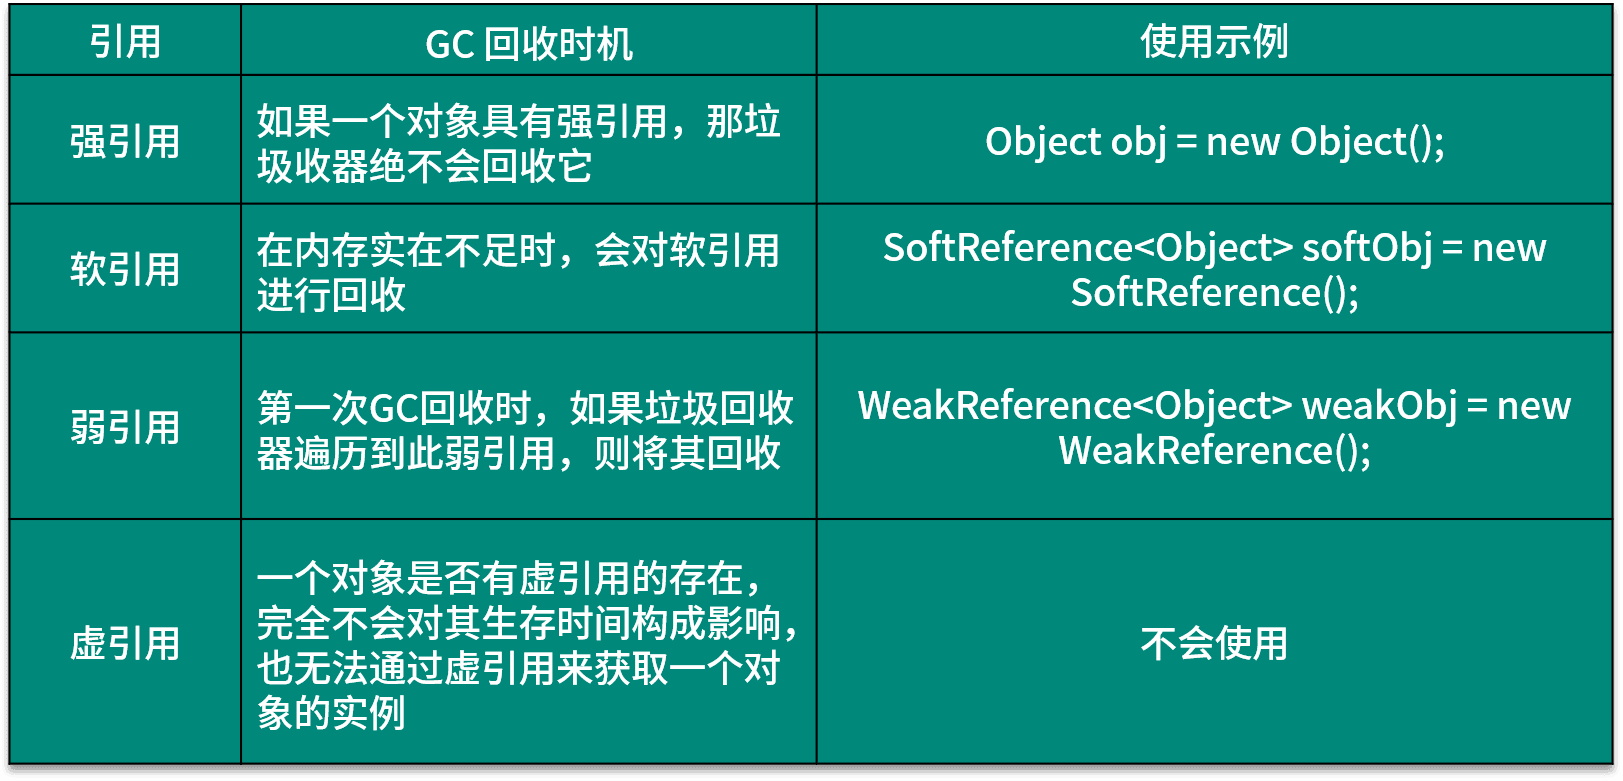 引用
GC 回收时机
使用示例
强引用
如果一个对象具有强引用，那垃
圾收器绝不会回收它
Object obj = new Object();
软引用
在内存实在不足时，会对软引用
进行回收
SoftReference<Object> softObj = new
SoftReference();
弱引用
第一次GC回收时，如果垃圾回收
器遍历到此弱引用，则将其回收
WeakReference<Object> weakObj = new
WeakReference();
虚引用
一个对象是否有虚引用的存在，
完全不会对其生存时间构成影响，
也无法通过虚引用来获取一个对
象的实例
不会使用